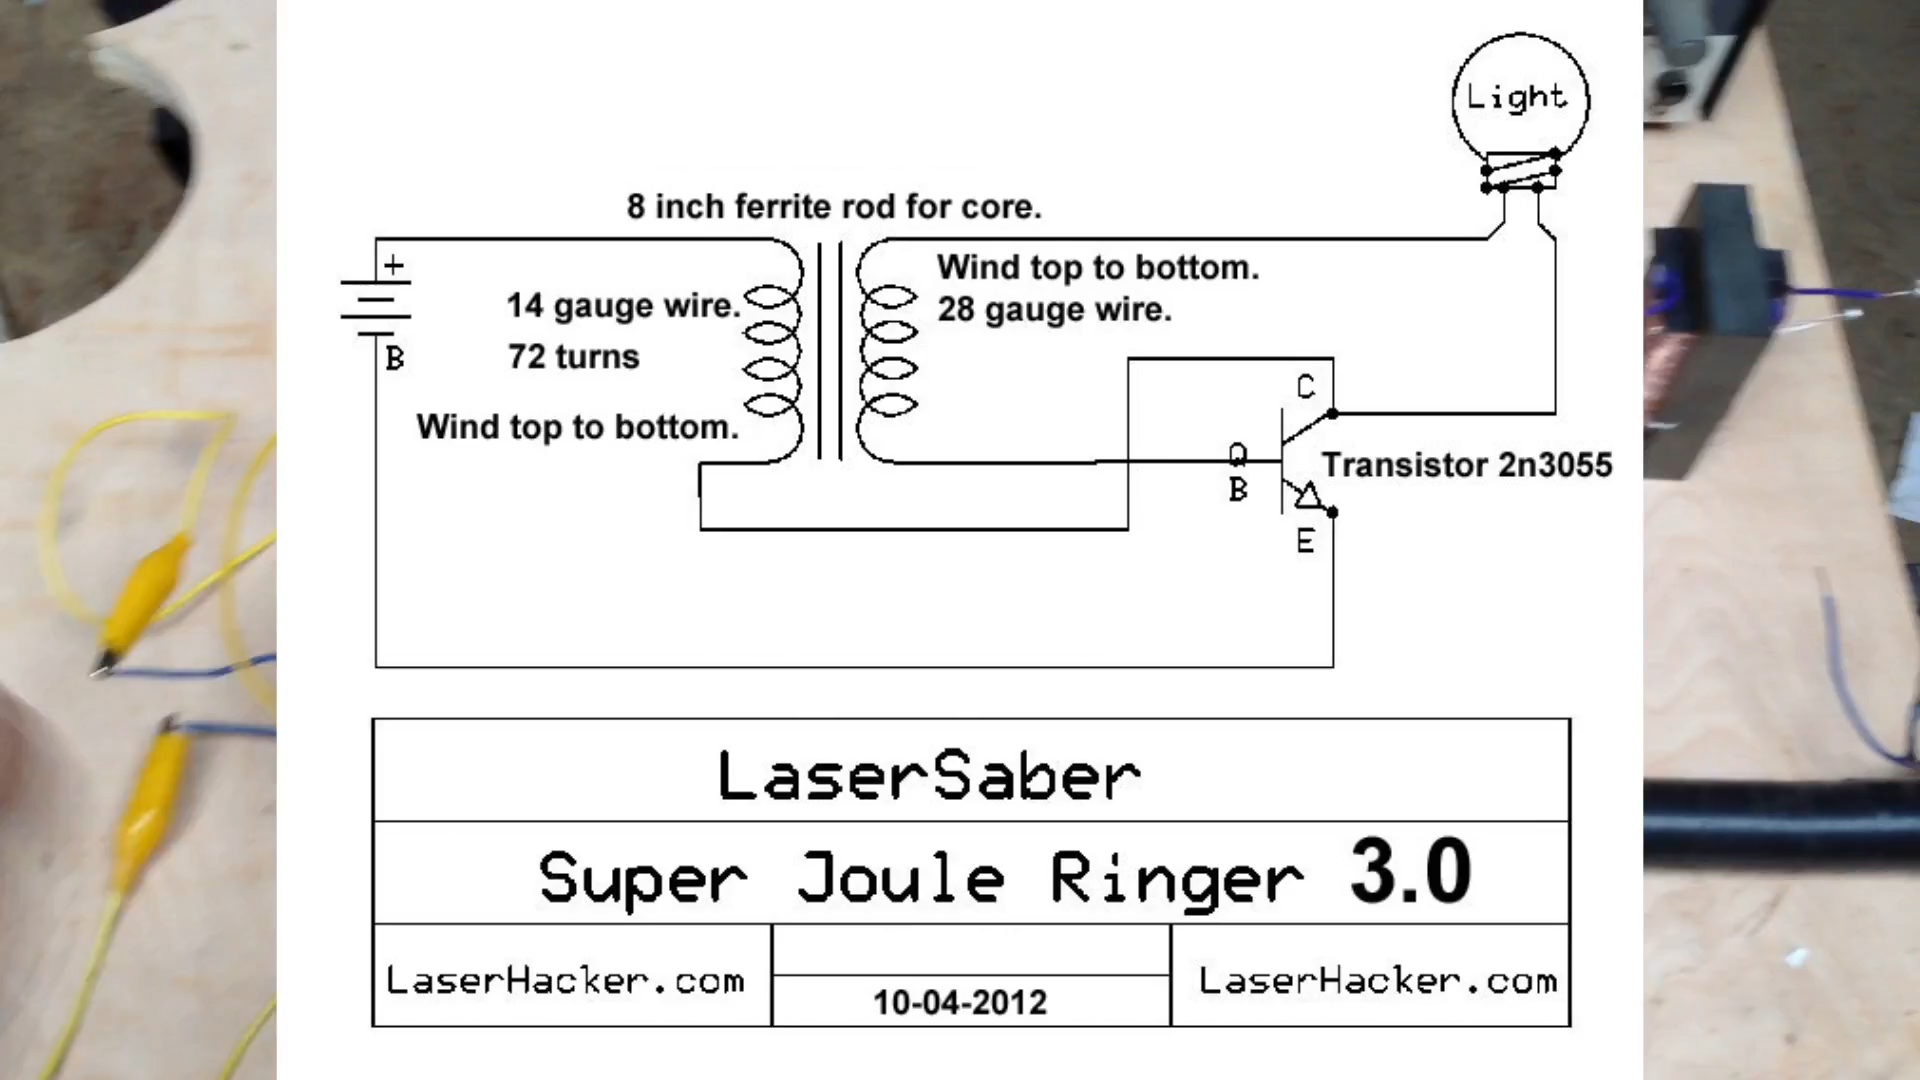 Light
8 inch ferrite rod for core.
+
Wind top to bottom.
14 gauge wire.
28 gauge wire.
B
72 turns
C
Wind top to bottom.
Q
Transistor 2n3055
B
E
LaserSaber
Super Joule Ringer 3.0
LaserHacker.com
10-04-2012
LaserHacker.com